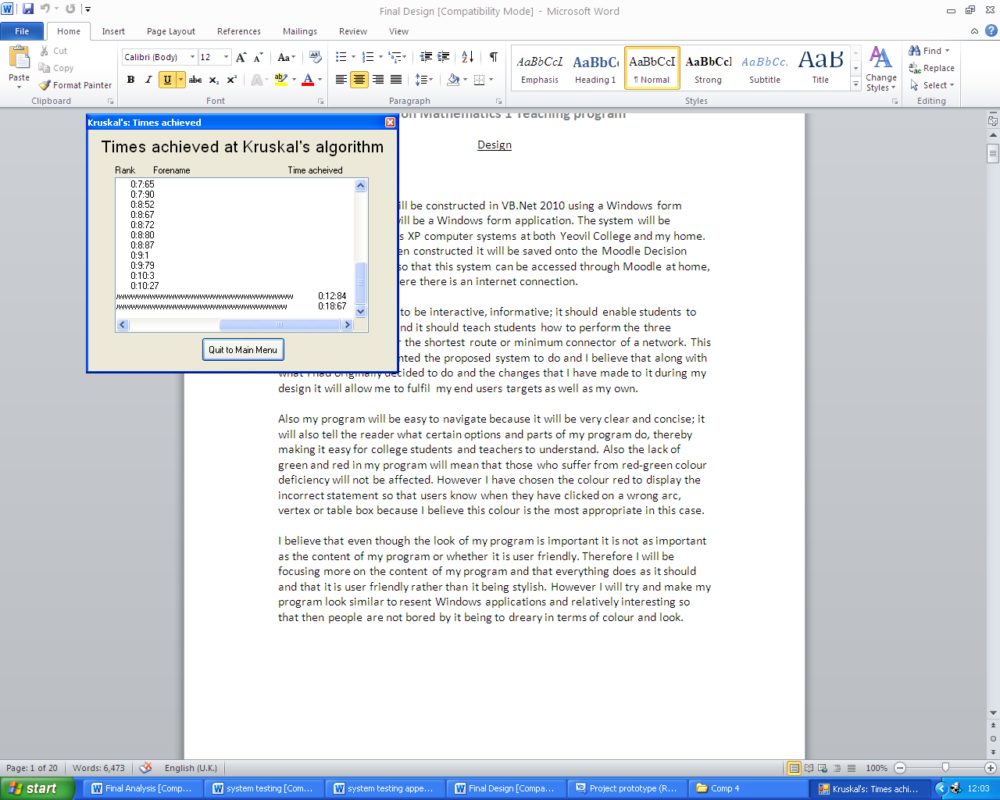 Final Design [Compatibility Mode] - Microsoft Word
File Home Insert Page Layout References Mailings Review View
Paste
Cut
Copy
Format Painter
Clipboard
Calibri (Body) 12
Font
Paragraph
AaBbCcI AaBbCc AaBbCcI AaBbCcI AaBbCc. AaB
Emphasis Heading 1 ¶ Normal Strong Subtitle Title
Change Styles
Styles
Find
Replace
Select
Editing
on Mathematics 1 Teaching program
Design
Kruskal's: Times achieved
Times achieved at Kruskal's algorithm
Rank Forename Time acheived
0:7:65
0:7:90
0:8:52
0:8:67
0:8:72
0:8:80
0:8:87
0:9:1
0:9:79
0:10:3
0:10:27
0:12:84
0:18:67
Quit to Main Menu
ill be constructed in VB.Net 2010 using a Windows form
will be a Windows form application. The system will be
s XP computer systems at both Yeovil College and my home.
en constructed it will be saved onto the Moodle Decision
so that this system can be accessed through Moodle at home,
ere there is an internet connection.
to be interactive, informative; it should enable students to
nd it should teach students how to perform the three
r the shortest route or minimum connector of a network. This
nted the proposed system to do and I believe that along with
what I had originally decided to do and the changes that I have made to it during my
design it will allow me to fulfil my end users targets as well as my own.
Also my program will be easy to navigate because it will be very clear and concise; it
will also tell the reader what certain options and parts of my program do, thereby
making it easy for college students and teachers to understand. Also the lack of
green and red in my program will mean that those who suffer from red-green colour
deficiency will not be affected. However I have chosen the colour red to display the
incorrect statement so that users know when they have clicked on a wrong arc,
vertex or table box because I believe this colour is the most appropriate in this case.
I believe that even though the look of my program is important it is not as important
as the content of my program or whether it is user friendly. Therefore I will be
focusing more on the content of my program and that everything does as it should
and that it is user friendly rather than it being stylish. However I will try and make my
program look similar to resent Windows applications and relatively interesting so
that then people are not bored by it being to dreary in terms of colour and look.
Page: 1 of 20 Words: 6,473 English (U.K.) 100%
start Final Analysis [Comp... system testing [Com... system testing appe... Final Design [Compa... Project prototype (R... Comp 4 Kruskal's: Times achi... 12:03